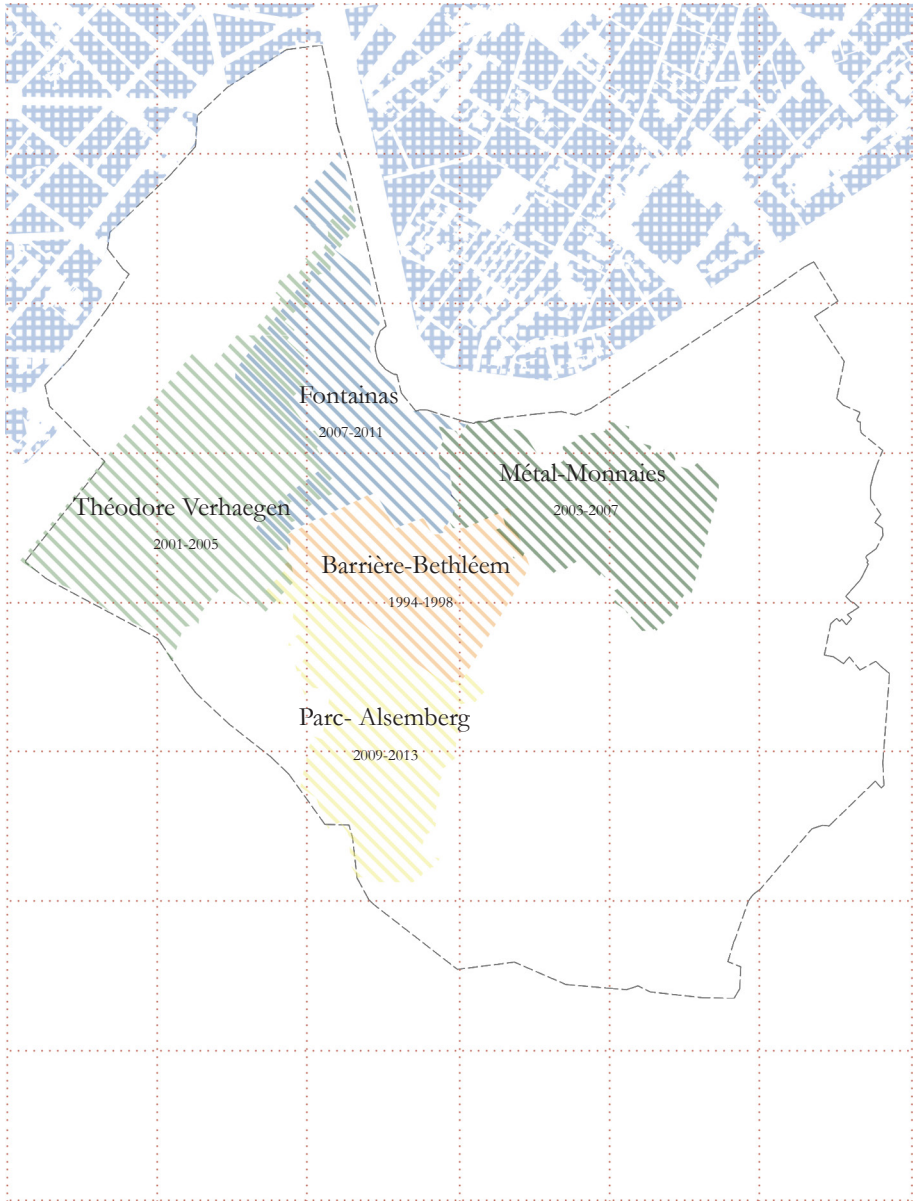 Fontainas
2007-2011
Métal-Monnaies
2003-2007
Théodore Verhaegen
2001-2005
Barrière-Bethléem
1994-1998
Parc- Alsemberg
2009-2013